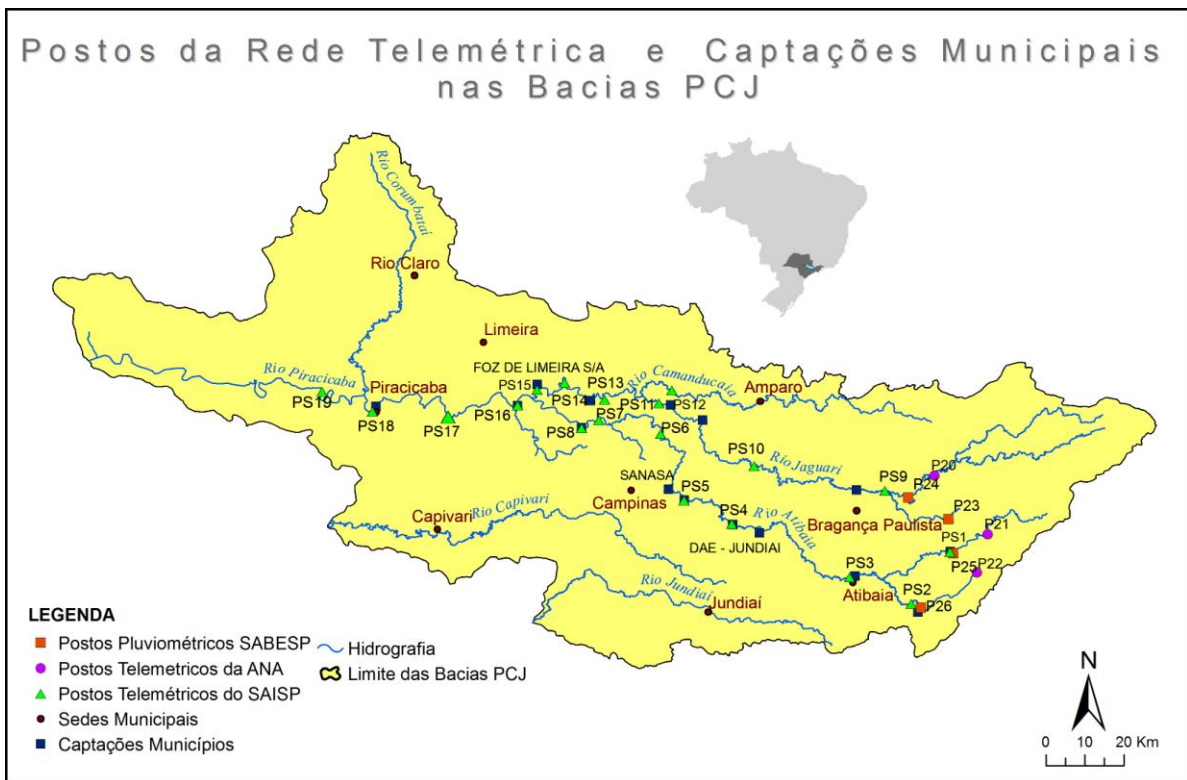 Postos da Rede Telemétrica e Captações Municipais
nas Bacias PCJ
Rio Corumbataí
Rio Claro
Limeira
FOZ DE LIMEIRA S/A
Rio Camanducaia
Amparo
Rio Piracicaba
Piracicaba
PS15
PS13
PS14
PS19
PS18
PS17
PS16
PS11
PS12
PS7
PS8
PS6
PS10
Rio Jaguari
PS9
P20
P24
SANASA
Campinas
PS5
PS4
Rio Atibaia
Bragança Paulista
P23
P21
PS1
P25
P22
Capivari
Rio Capivari
DAE - JUNDIAI
PS3
Atibaia
PS2
P26
Rio Jundiaí
Jundiaí
LEGENDA
Postos Pluviométricos SABESP
Postos Telemetricos da ANA
Postos Telemétricos do SAISP
Sedes Municipais
Captações Municípios
Hidrografia
Limite das Bacias PCJ
N
0 10 20 Km